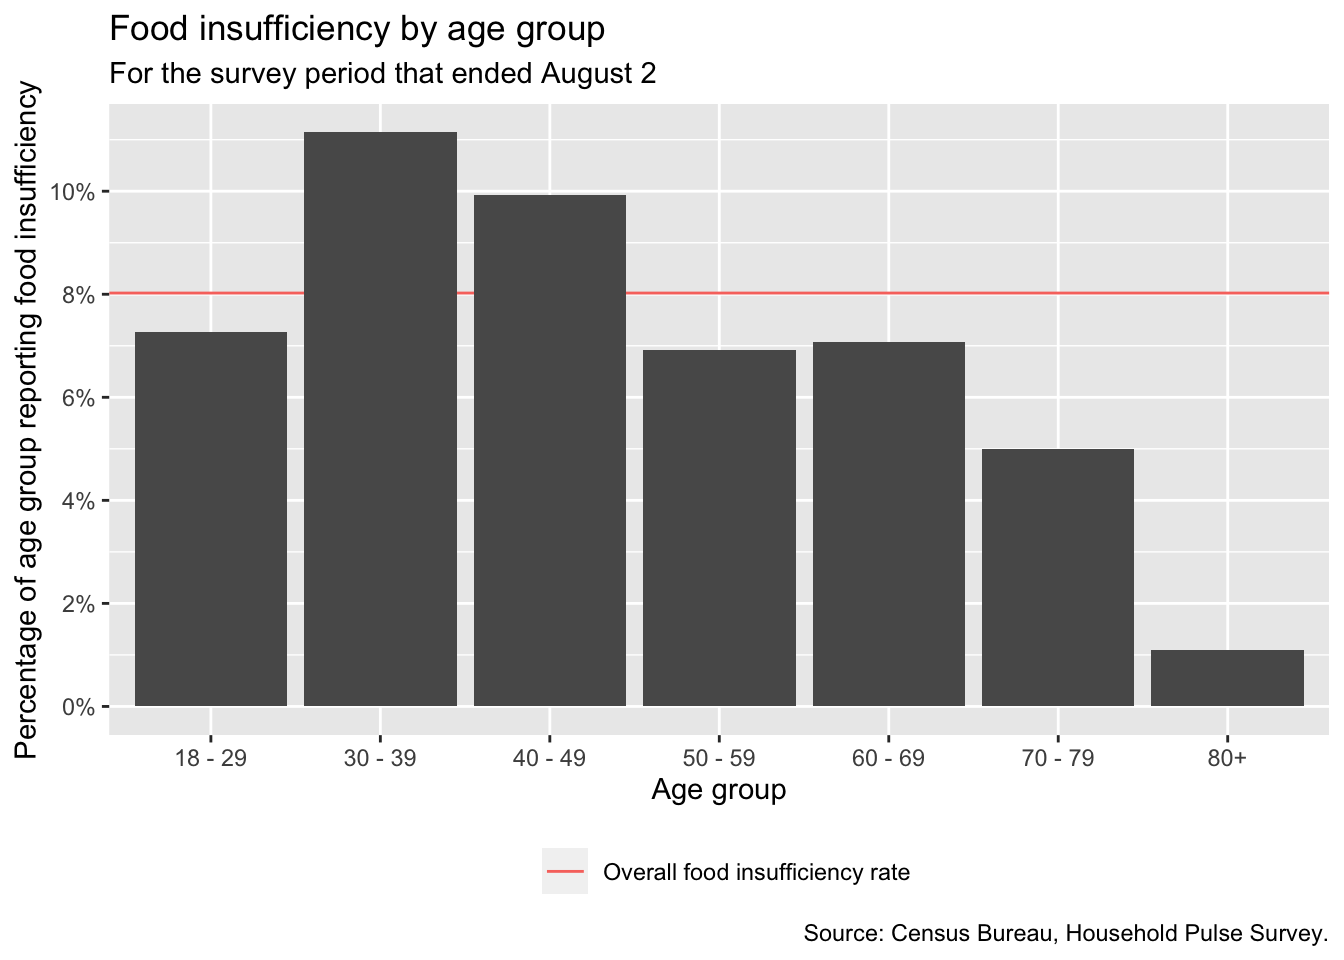 Food insufficiency by age group
For the survey period that ended August 2
Percentage of age group reporting food insufficiency
10%
8%
6%
4%
2%
0%
18 - 29
30 - 39
40 - 49
50 - 59
60 - 69
70 - 79
80+
Age group
Overall food insufficiency rate
Source: Census Bureau, Household Pulse Survey.